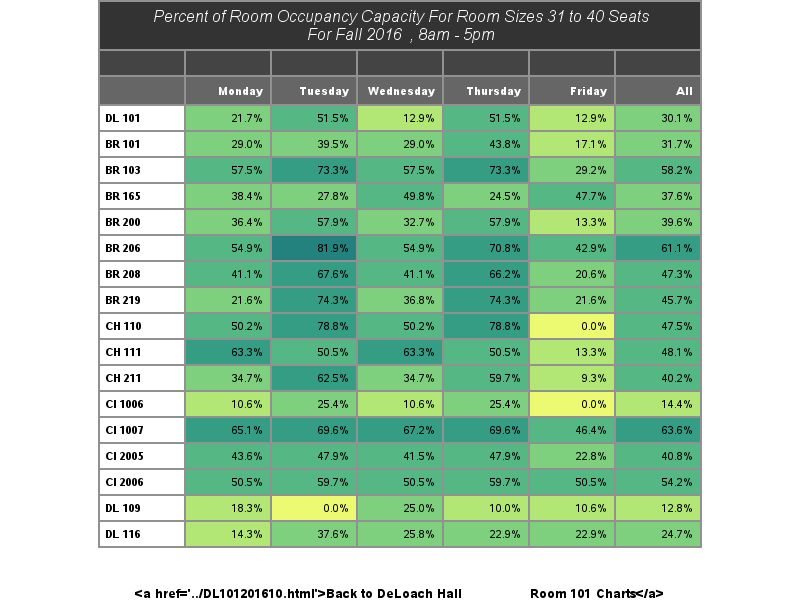 Percent of Room Occupancy Capacity For Room Sizes 31 to 40 Seats
For Fall 2016 , 8am - 5pm
Monday Tuesday Wednesday Thursday Friday All
DL 101 21.7% 51.5% 12.9% 51.5% 12.9% 30.1%
BR 101 29.0% 39.5% 29.0% 43.8% 17.1% 31.7%
BR 103 57.5% 73.3% 57.5% 73.3% 29.2% 58.2%
BR 165 38.4% 27.8% 49.8% 24.5% 47.7% 37.6%
BR 200 36.4% 57.9% 32.7% 57.9% 13.3% 39.6%
BR 206 54.9% 81.9% 54.9% 70.8% 42.9% 61.1%
BR 208 41.1% 67.6% 41.1% 66.2% 20.6% 47.3%
BR 219 21.6% 74.3% 36.8% 74.3% 21.6% 45.7%
CH 110 50.2% 78.8% 50.2% 78.8% 0.0% 47.5%
CH 111 63.3% 50.5% 63.3% 50.5% 13.3% 48.1%
CH 211 34.7% 62.5% 34.7% 59.7% 9.3% 40.2%
CI 1006 10.6% 25.4% 10.6% 25.4% 0.0% 14.4%
CI 1007 65.1% 69.6% 67.2% 69.6% 46.4% 63.6%
CI 2005 43.6% 47.9% 41.5% 47.9% 22.8% 40.8%
CI 2006 50.5% 59.7% 50.5% 59.7% 50.5% 54.2%
DL 109 18.3% 0.0% 25.0% 10.0% 10.6% 12.8%
DL 116 14.3% 37.6% 25.8% 22.9% 22.9% 24.7%
<a href='../DL101201610.html'>Back to DeLoach Hall Room 101 Charts</a>